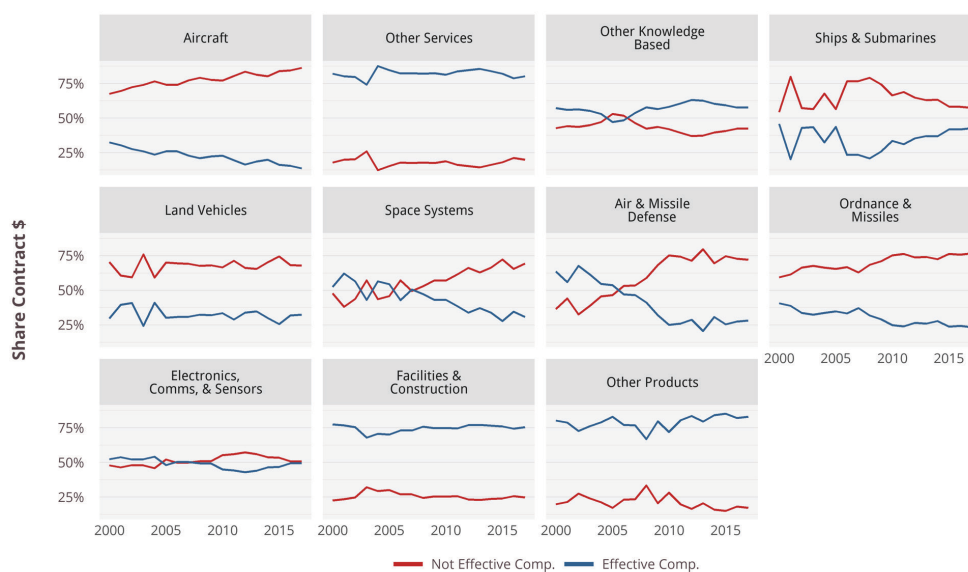 Share Contract $
Aircraft
Other Services
Other Knowledge
Based
Ships & Submarines
75%
50%
25%
Land Vehicles
Space Systems
Air & Missile
Defense
Ordnance &
Missiles
75%
50%
25%
2000 2005 2010 2015
Electronics,
Comms, & Sensors
Facilities &
Construction
Other Products
75%
50%
25%
2000 2005 2010 2015 2000 2005 2010 2015 2000 2005 2010 2015
Not Effective Comp. Effective Comp.